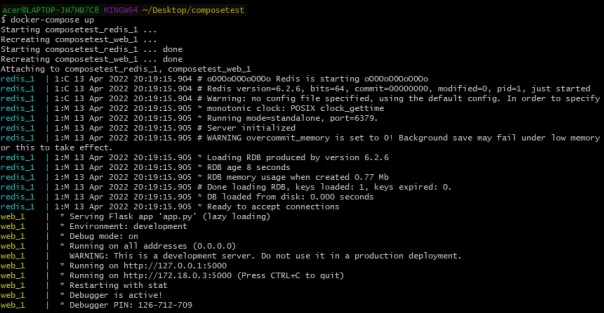 acer@LAPTOP-JH7HB7C8 MINGW64 ~/Desktop/composetest
$ docker-compose up
Starting composetest_redis_1 ...
Recreating composetest_web_1 ...
Starting composetest_redis_1 ... done
Recreating composetest_web_1 ... done
Attaching to composetest_redis_1, composetest_web_1
redis_1 | 1:C 13 Apr 2022 20:19:15.904 # oO0OoO0OoO0Oo Redis is starting oO0OoO0OoO0Oo
redis_1 | 1:C 13 Apr 2022 20:19:15.904 # Redis version=6.2.6, bits=64, commit=00000000, modified=0, pid=1, just started
redis_1 | 1:C 13 Apr 2022 20:19:15.904 # Warning: no config file specified, using the default config. In order to specify
redis_1 | 1:M 13 Apr 2022 20:19:15.905 * monotonic clock: POSIX clock_gettime
redis_1 | 1:M 13 Apr 2022 20:19:15.905 * Running mode=standalone, port=6379.
redis_1 | 1:M 13 Apr 2022 20:19:15.905 # Server initialized
redis_1 | 1:M 13 Apr 2022 20:19:15.905 # WARNING overcommit_memory is set to 0! Background save may fail under low memory
or this to take effect.
redis_1 | 1:M 13 Apr 2022 20:19:15.905 * Loading RDB produced by version 6.2.6
redis_1 | 1:M 13 Apr 2022 20:19:15.905 * RDB age 8 seconds
redis_1 | 1:M 13 Apr 2022 20:19:15.905 * RDB memory usage when created 0.77 Mb
redis_1 | 1:M 13 Apr 2022 20:19:15.905 # Done loading RDB, keys loaded: 1, keys expired: 0.
redis_1 | 1:M 13 Apr 2022 20:19:15.905 * DB loaded from disk: 0.000 seconds
redis_1 | 1:M 13 Apr 2022 20:19:15.905 * Ready to accept connections
web_1 | * Serving Flask app 'app.py' (lazy loading)
web_1 | * Environment: development
web_1 | * Debug mode: on
web_1 | * Running on all addresses (0.0.0.0)
web_1 | WARNING: This is a development server. Do not use it in a production deployment.
web_1 | * Running on http://127.0.0.1:5000
web_1 | * Running on http://172.18.0.3:5000 (Press CTRL+C to quit)
web_1 | * Restarting with stat
web_1 | * Debugger is active!
web_1 | * Debugger PIN: 126-712-709